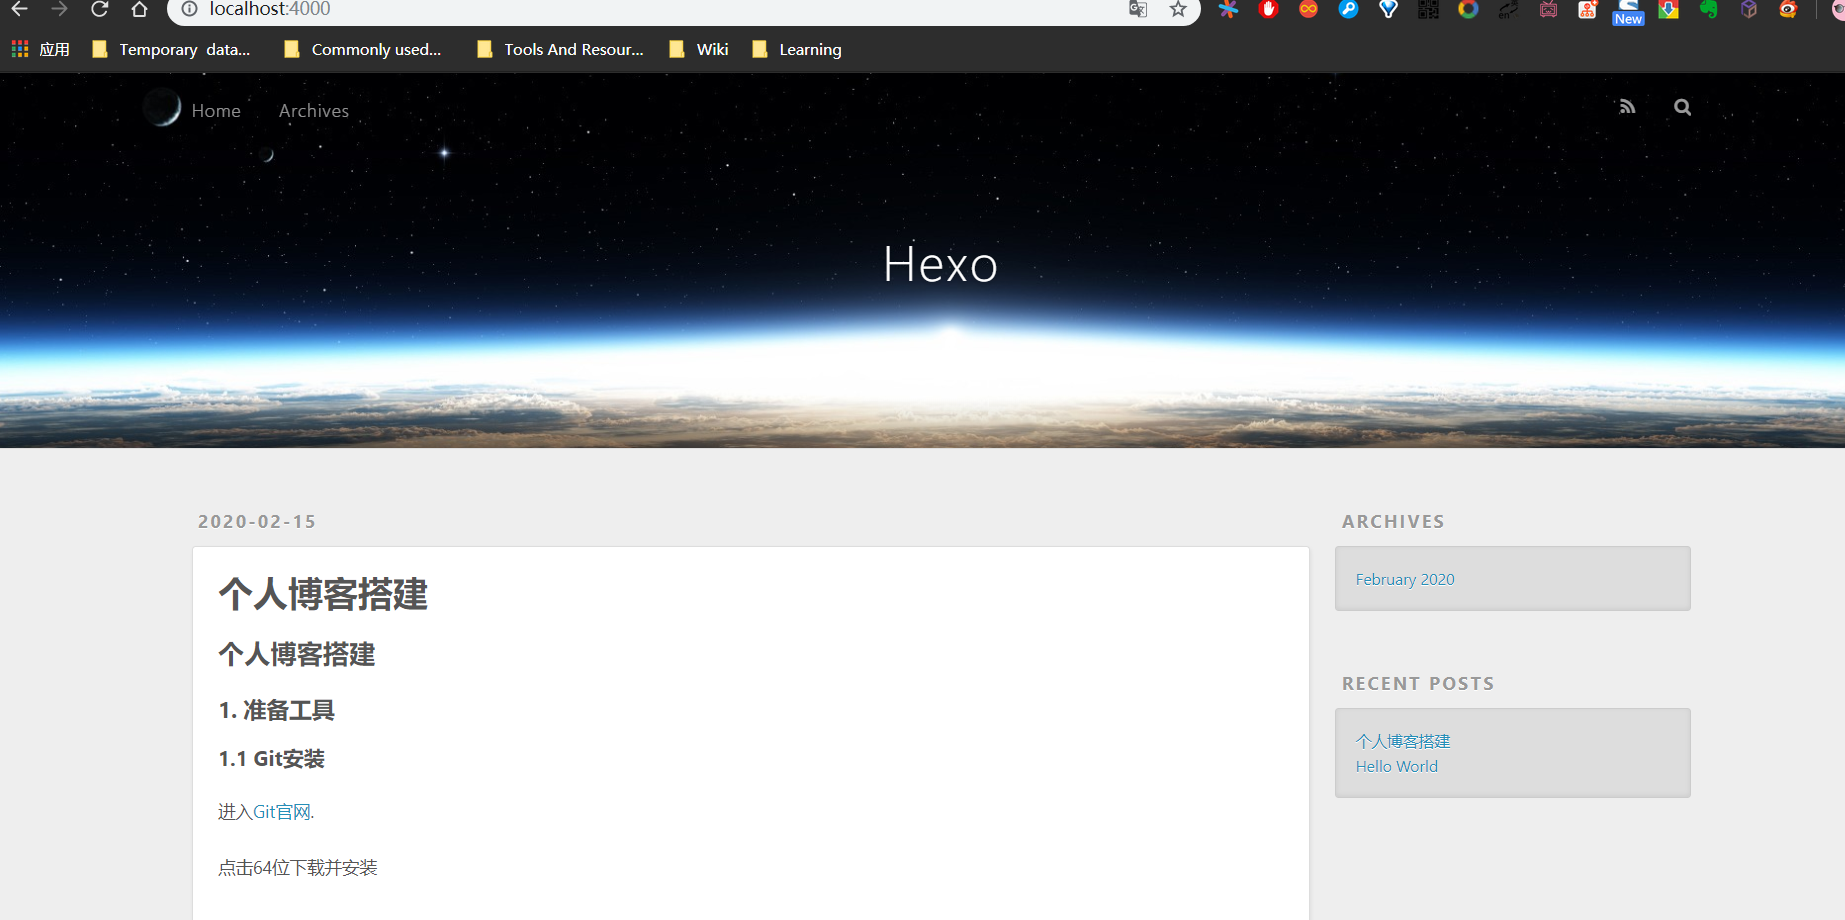 localhost:4000
New
应用 Temporary data... Commonly used... Tools And Resour... Wiki Learning
Home Archives
Hexo
2020-02-15
个人博客搭建
个人博客搭建
1. 准备工具
1.1 Git安装
进入Git官网.
点击64位下载并安装
ARCHIVES
February 2020
RECENT POSTS
个人博客搭建
Hello World